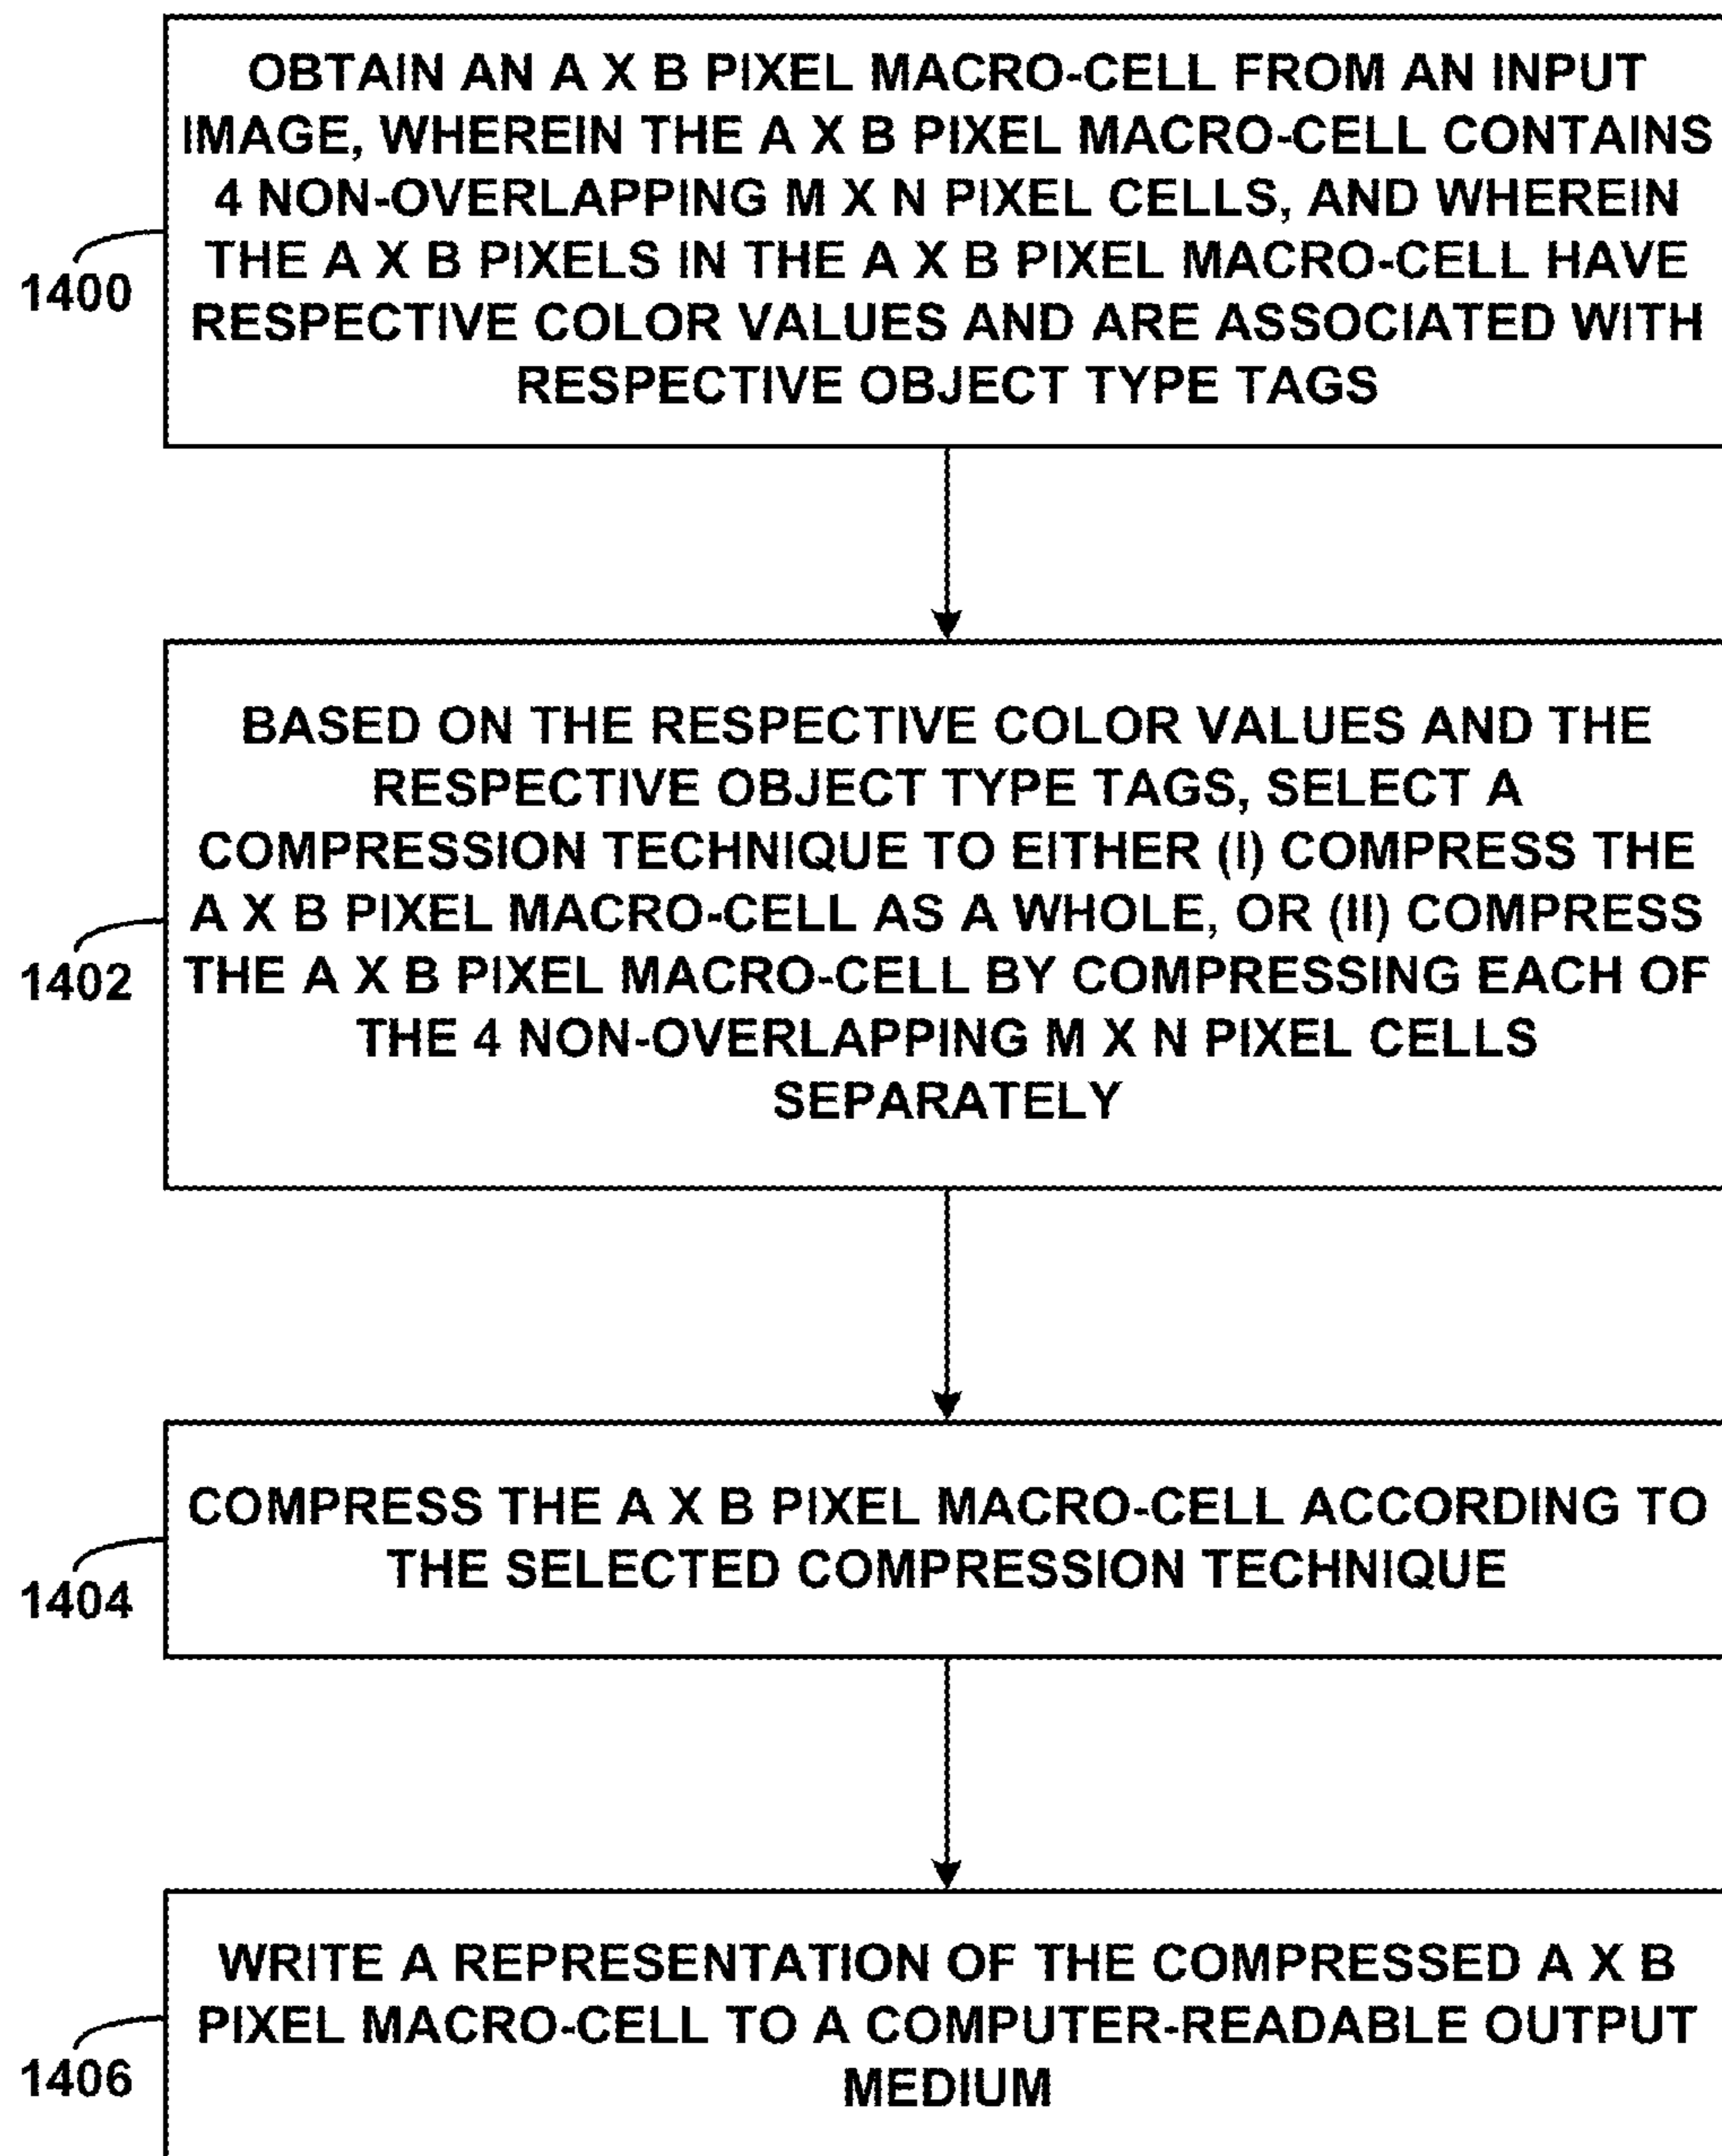 OBTAIN AN A X B PIXEL MACRO-CELL FROM AN INPUT
IMAGE, WHEREIN THE A X B PIXEL MACRO-CELL CONTAINS
4 NON-OVERLAPPING M X N PIXEL CELLS, AND WHEREIN
THE A X B PIXELS IN THE A X B PIXEL MACRO-CELL HAVE
RESPECTIVE COLOR VALUES AND ARE ASSOCIATED WITH
RESPECTIVE OBJECT TYPE TAGS
1400
BASED ON THE RESPECTIVE COLOR VALUES AND THE
RESPECTIVE OBJECT TYPE TAGS, SELECT A
COMPRESSION TECHNIQUE TO EITHER (I) COMPRESS THE
A X B PIXEL MACRO-CELL AS A WHOLE, OR (II) COMPRESS
THE A X B PIXEL MACRO-CELL BY COMPRESSING EACH OF
THE 4 NON-OVERLAPPING M X N PIXEL CELLS
SEPARATELY
1402
COMPRESS THE A X B PIXEL MACRO-CELL ACCORDING TO
THE SELECTED COMPRESSION TECHNIQUE
1404
WRITE A REPRESENTATION OF THE COMPRESSED A X B
PIXEL MACRO-CELL TO A COMPUTER-READABLE OUTPUT
MEDIUM
1406